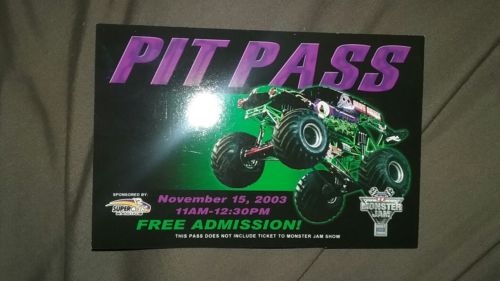 PIT PASS
SPONSORED BY:
SUPERCLIPS
November 15, 2003
11AM-12:30PM
FREE ADMISSION!
MONSTER JAM
THIS PASS DOES NOT INCLUDE TICKET TO MONSTER JAM SHOW